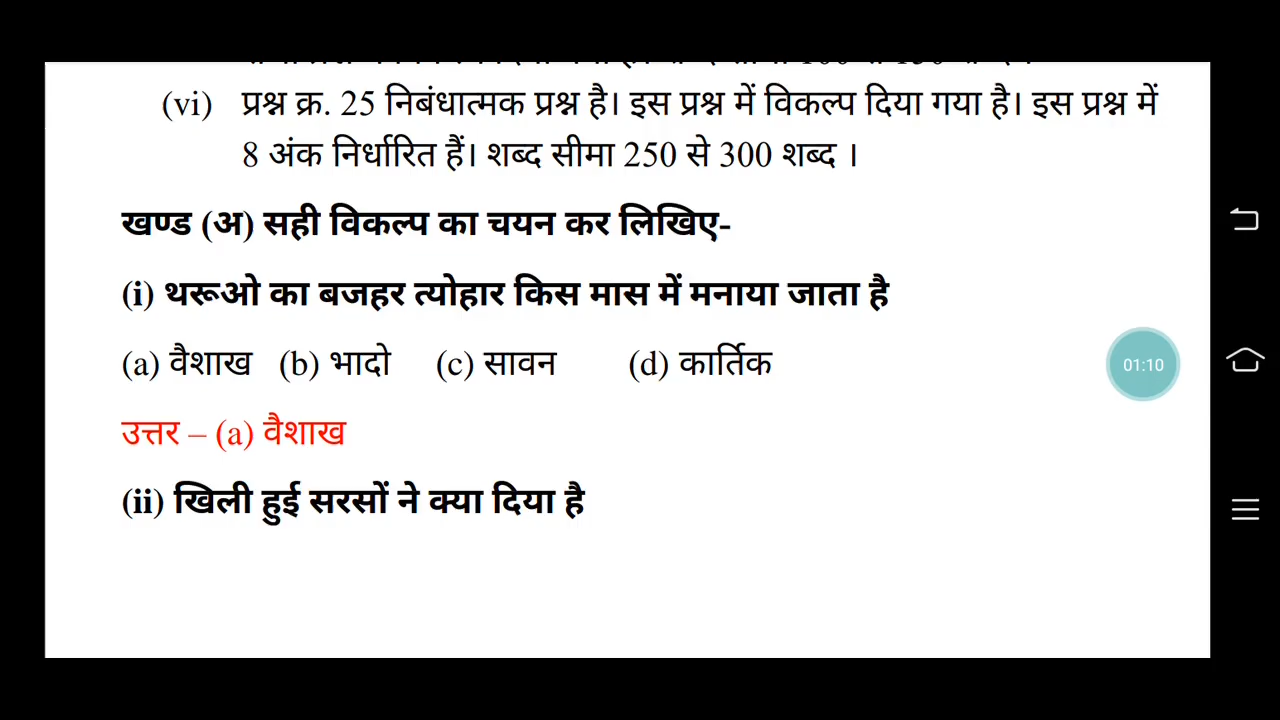 (vi) प्रश्न क्र. 25 निबंधात्मक प्रश्न है। इस प्रश्न में विकल्प दिया गया है। इस प्रश्न में
8 अंक निर्धारित हैं। शब्द सीमा 250 से 300 शब्द ।
खण्ड (अ) सही विकल्प का चयन कर लिखिए-
(i) थरूओ का बजहर त्योहार किस मास में मनाया जाता है
(a) वैशाख (b) भादो (c) सावन (d) कार्तिक
01:10
उत्तर – (a) वैशाख
(ii) खिली हुई सरसों ने क्या दिया है